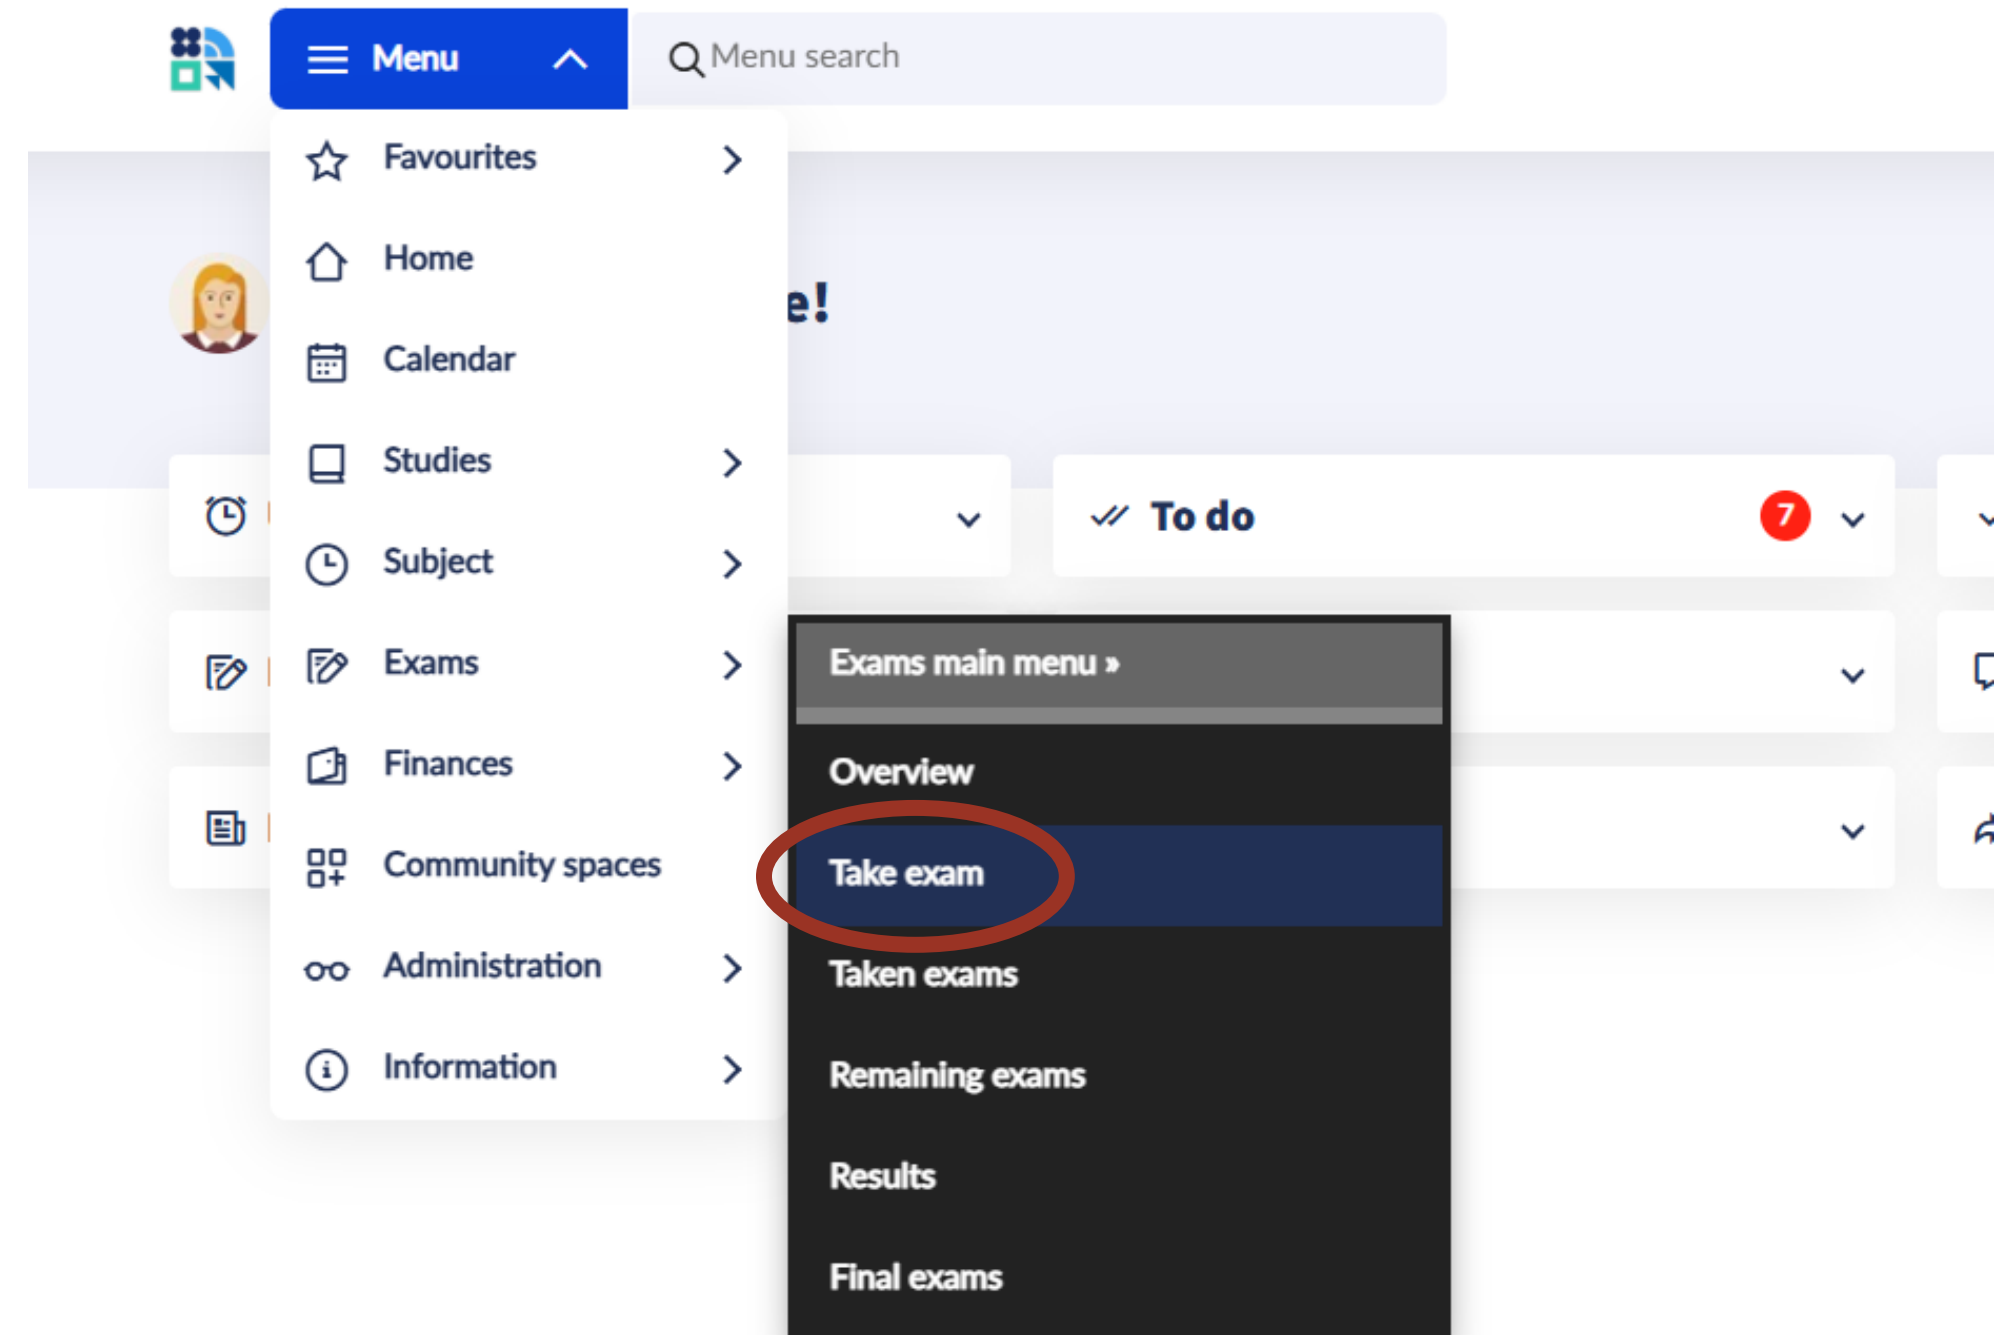 Menu
Menu search
Favourites
Home
e!
Calendar
Studies
To do
7
Subject
Exams
Exams main menu »
Finances
Overview
Community spaces
Take exam
Administration
Taken exams
Information
Remaining exams
Results
Final exams